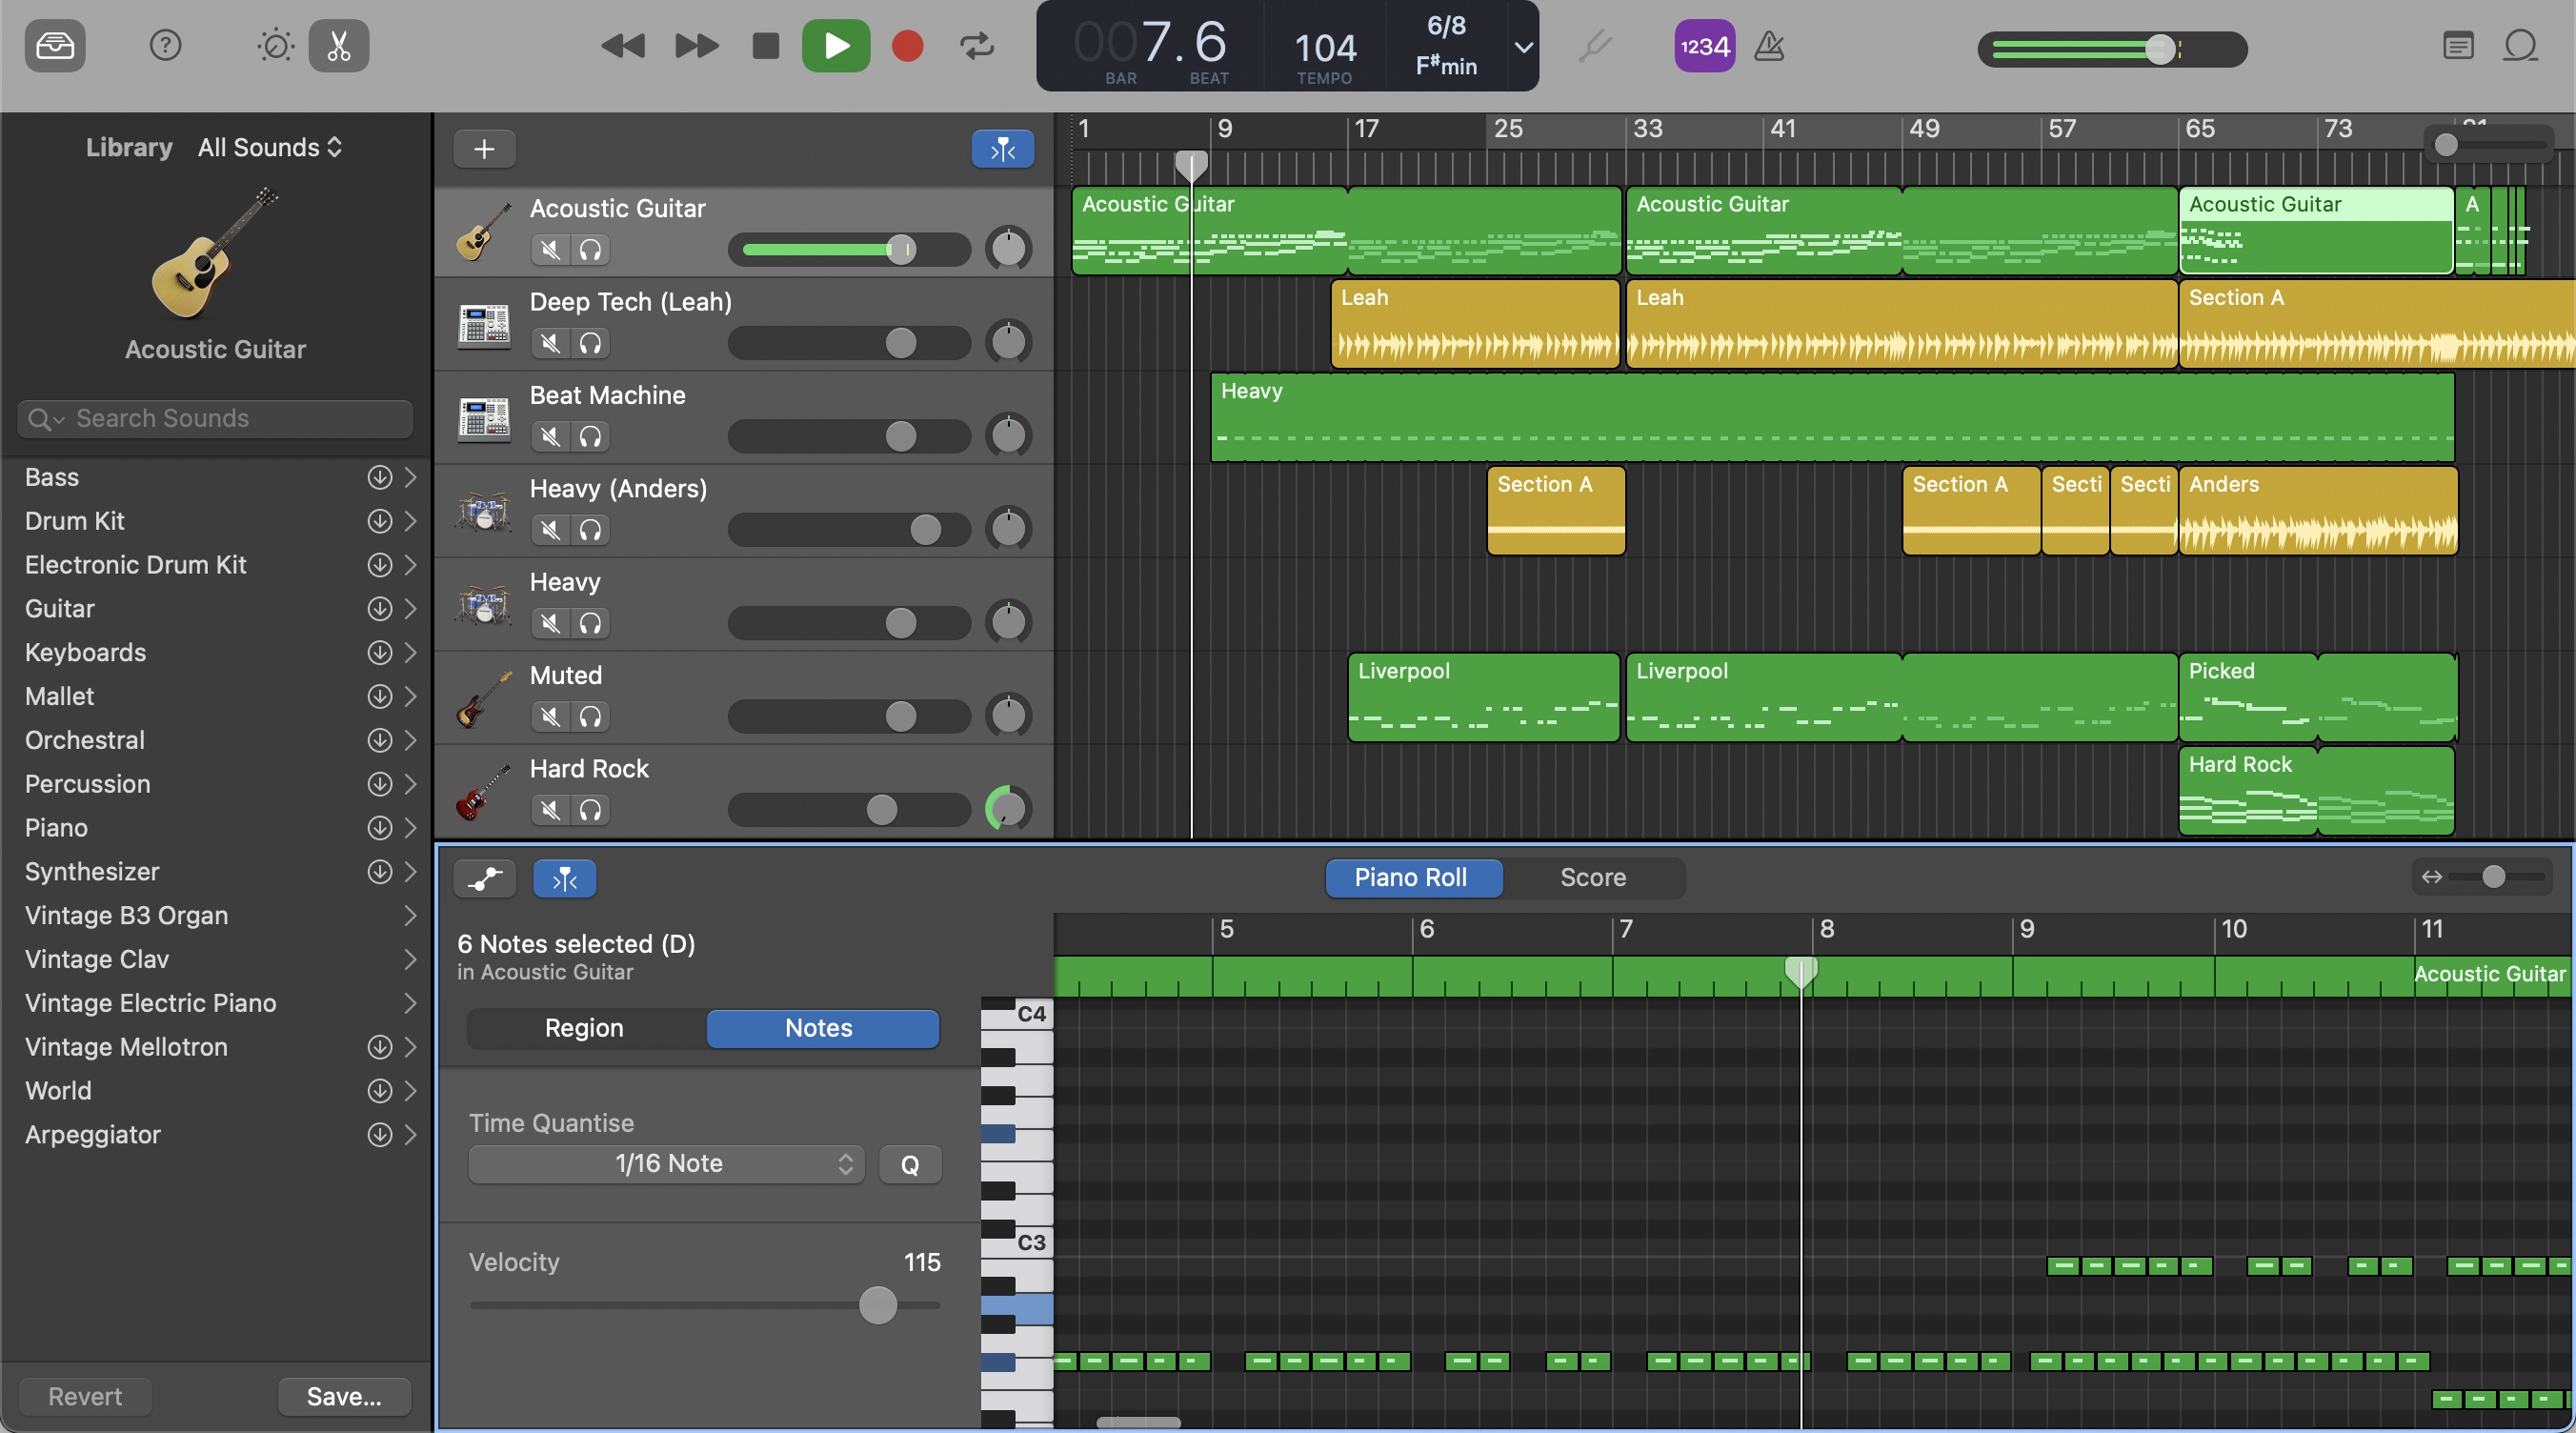 007.6
BAR
BEAT
104
TEMPO
6/8
F#min
1234
Library
All Sounds
Acoustic Guitar
Search Sounds
Bass
Drum Kit
Electronic Drum Kit
Guitar
Keyboards
Mallet
Orchestral
Percussion
Piano
Synthesizer
Vintage B3 Organ
Vintage Clav
Vintage Electric Piano
Vintage Mellotron
World
Arpeggiator
Revert
Save...
1 9 17 25 33 41 49 57 65 73
Acoustic Guitar
Acoustic Guitar
Acoustic Guitar
Acoustic Guitar
A
Deep Tech (Leah)
Leah
Leah
Section A
Beat Machine
Heavy
Heavy (Anders)
Section A
Section A
Secti
Secti
Anders
Heavy
Muted
Liverpool
Liverpool
Picked
Hard Rock
Hard Rock
Piano Roll
Score
6 Notes selected (D)
in Acoustic Guitar
Region
Notes
Time Quantise
1/16 Note
Q
Velocity
115
5 6 7 8 9 10 11
Acoustic Guitar
C4
C3